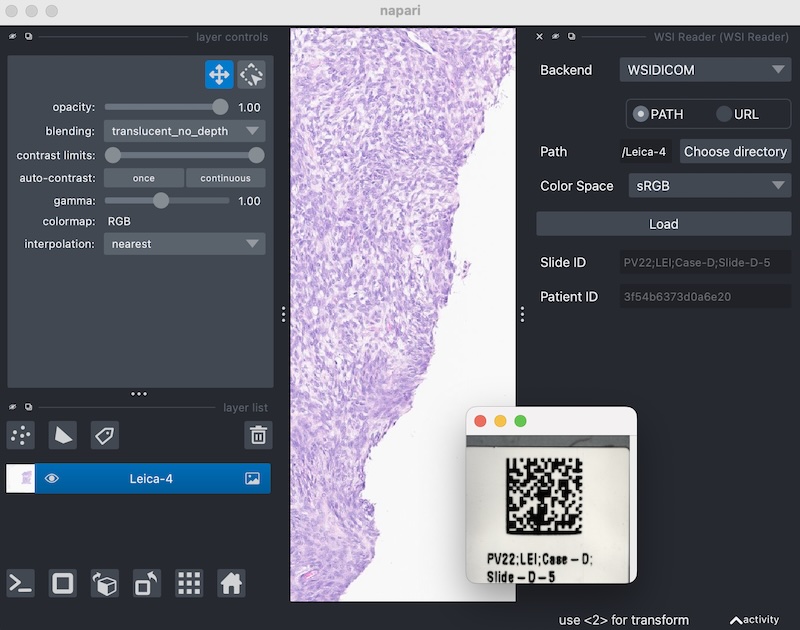 napari
layer controls
opacity: 1.00
blending: translucent_no_depth
contrast limits:
auto-contrast: once continuous
gamma: 1.00
colormap: RGB
interpolation: nearest
layer list
Leica-4
WSI Reader (WSI Reader)
Backend WSIDICOM
PATH URL
Path /Leica-4 Choose directory
Color Space sRGB
Load
Slide ID PV22;LEI;Case-D;Slide-D-5
Patient ID 3f54b6373d0a6e20
PV22;LEI;Case-D;
Slide-D-5
use <2> for transform activity